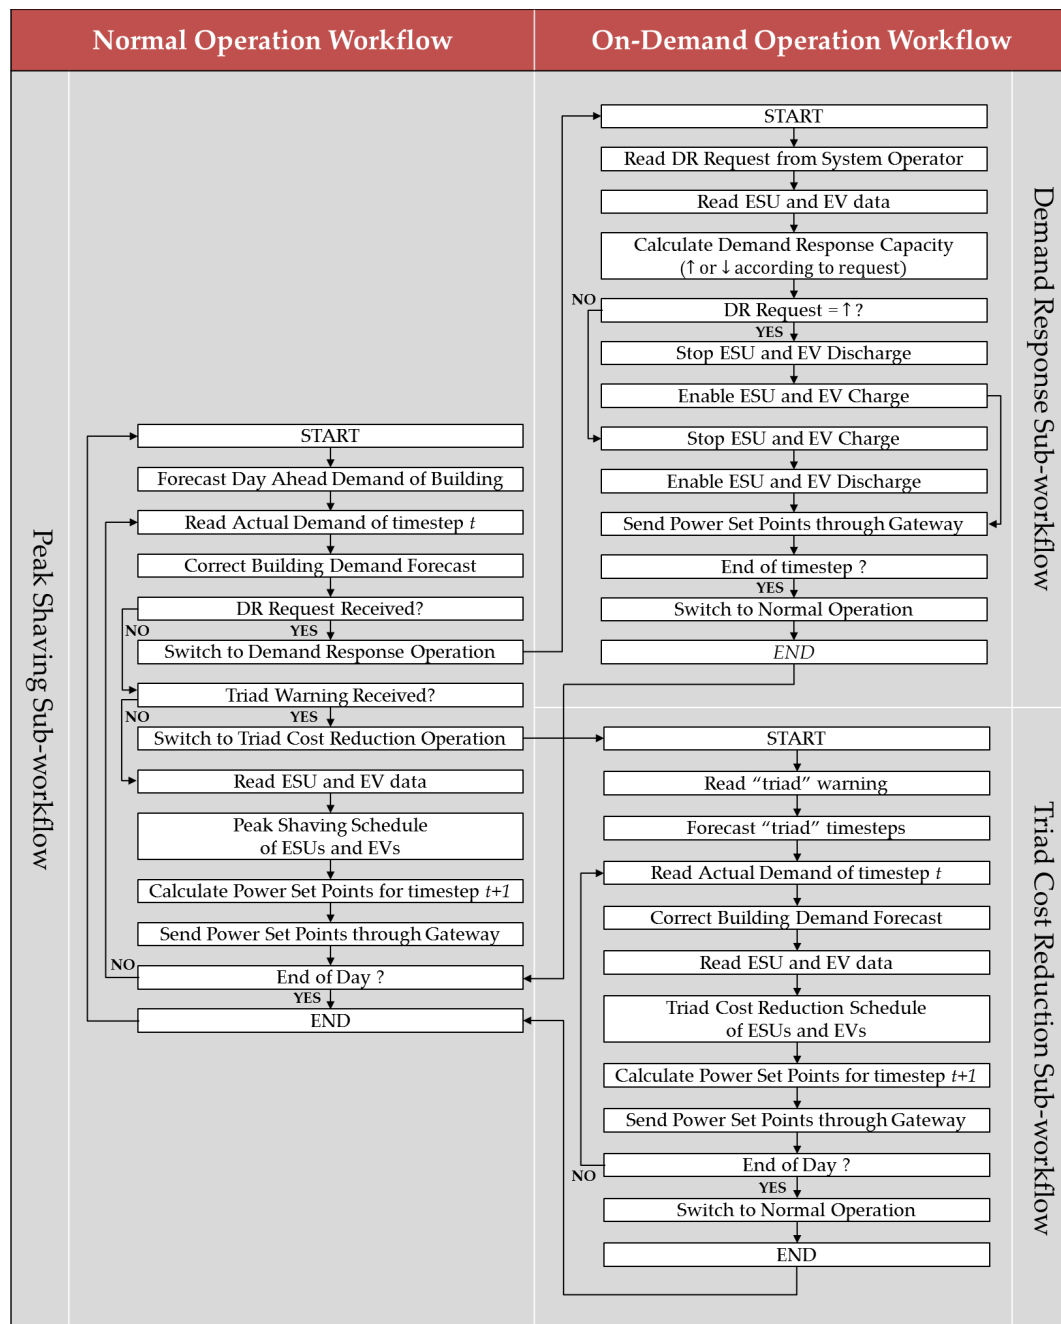 Normal Operation Workflow
On-Demand Operation Workflow
Peak Shaving Sub-workflow
START
Forecast Day Ahead Demand of Building
Read Actual Demand of timestep t
Correct Building Demand Forecast
DR Request Received?
NO
YES
Switch to Demand Response Operation
Triad Warning Received?
NO
YES
Switch to Triad Cost Reduction Operation
Read ESU and EV data
Peak Shaving Schedule
of ESUs and EVs
Calculate Power Set Points for timestep t+1
Send Power Set Points through Gateway
NO
End of Day ?
YES
END
Demand Response Sub-workflow
START
Read DR Request from System Operator
Read ESU and EV data
Calculate Demand Response Capacity
(↑ or ↓ according to request)
NO
DR Request = ↑ ?
YES
Stop ESU and EV Discharge
Enable ESU and EV Charge
Stop ESU and EV Charge
Enable ESU and EV Discharge
Send Power Set Points through Gateway
End of timestep ?
YES
Switch to Normal Operation
END
Triad Cost Reduction Sub-workflow
START
Read “triad” warning
Forecast “triad” timesteps
Read Actual Demand of timestep t
Correct Building Demand Forecast
Read ESU and EV data
Triad Cost Reduction Schedule
of ESUs and EVs
Calculate Power Set Points for timestep t+1
Send Power Set Points through Gateway
End of Day ?
NO
YES
Switch to Normal Operation
END